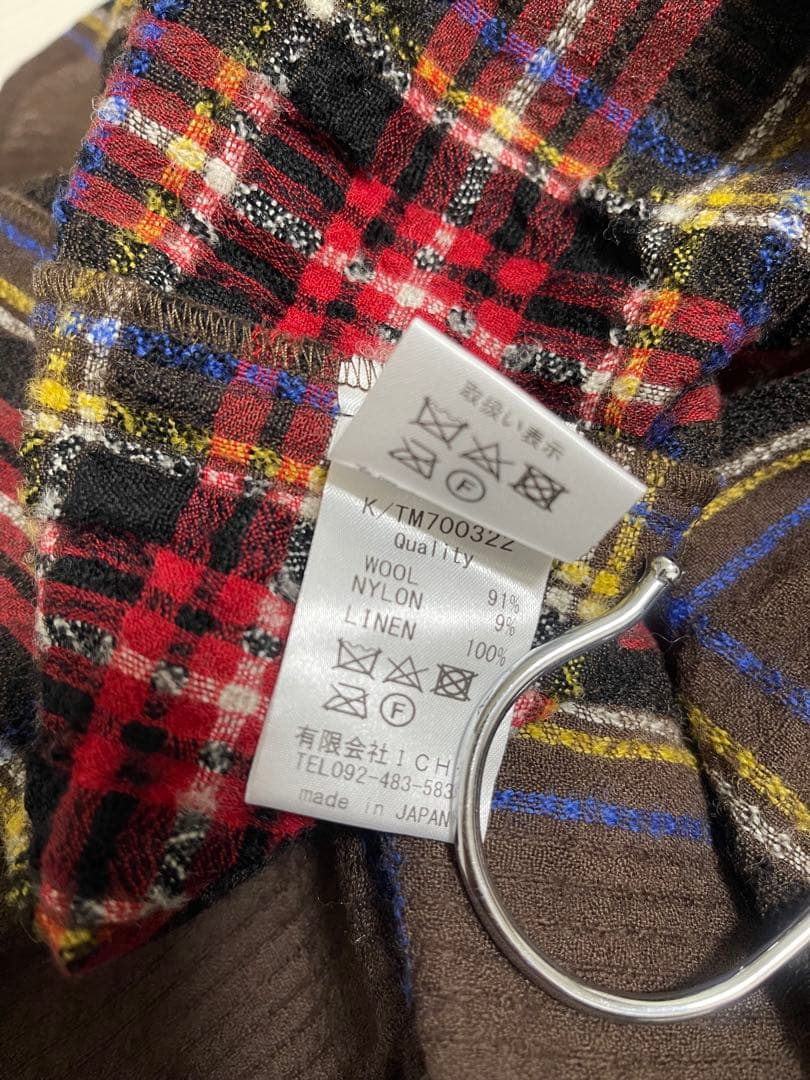 取扱い表示
F
K/TM700322
Quality
WOOL 91%
NYLON 9%
LINEN 100%
F
有限会社ICH
TEL092-483-583
made in JAPAN